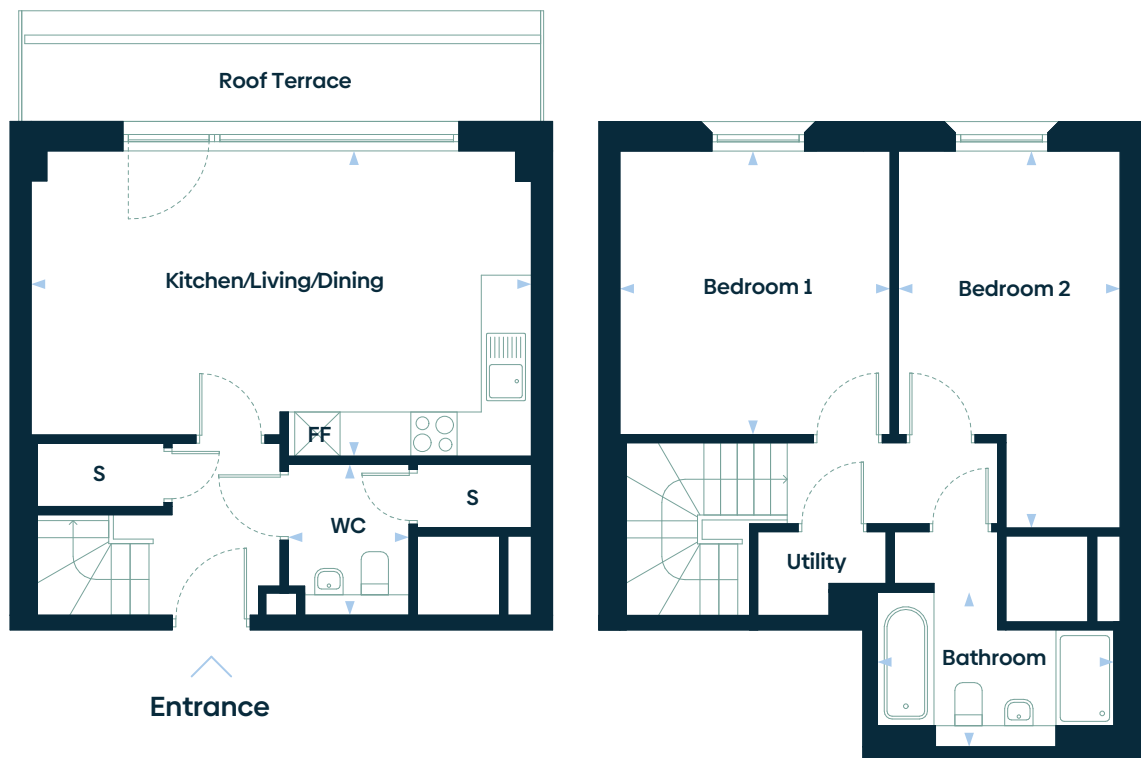 Roof Terrace
Kitchen/Living/Dining
FF
S
S
WC
Entrance
Bedroom 1
Bedroom 2
Utility
Bathroom